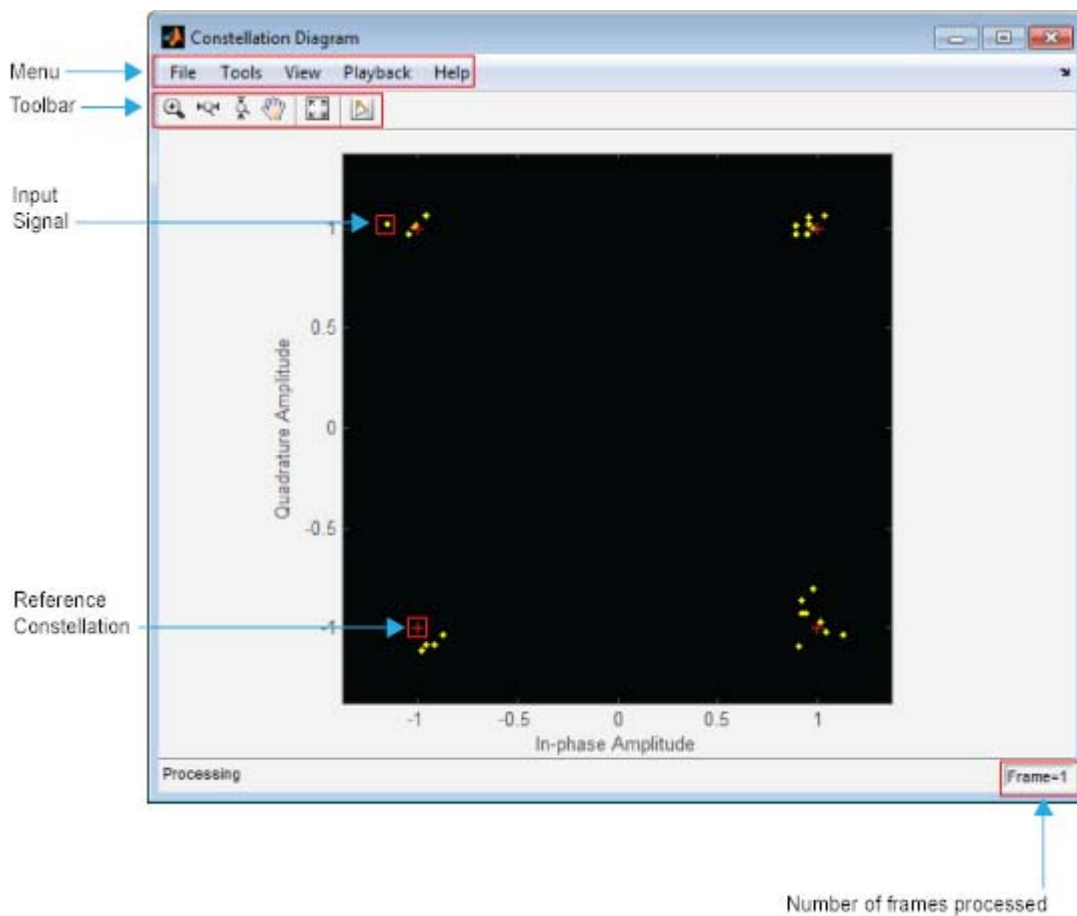 Constellation Diagram
Menu
File Tools View Playback Help
Toolbar
Input
Signal
1
0.5
0
-0.5
-1
Quadrature Amplitude
Reference
Constellation
-1 -0.5 0 0.5 1
In-phase Amplitude
Processing
Frame=1
Number of frames processed